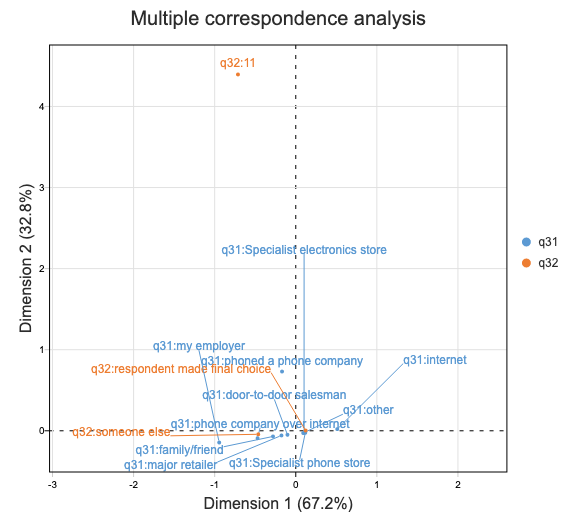 Multiple correspondence analysis
q32:11
4
3
q31:Specialist electronics store
q31
q32
2
Dimension 2 (32.8%)
1
q31:my employer
q31:phoned a phone company
q31:internet
q32:respondent made final choice
q31:door-to-door salesman
q31:other
q31:phone company over internet
0
q32:someone else
q31:family/friend
q31:major retailer
q31:Specialist phone store
-3 -2 -1 0 1 2
Dimension 1 (67.2%)